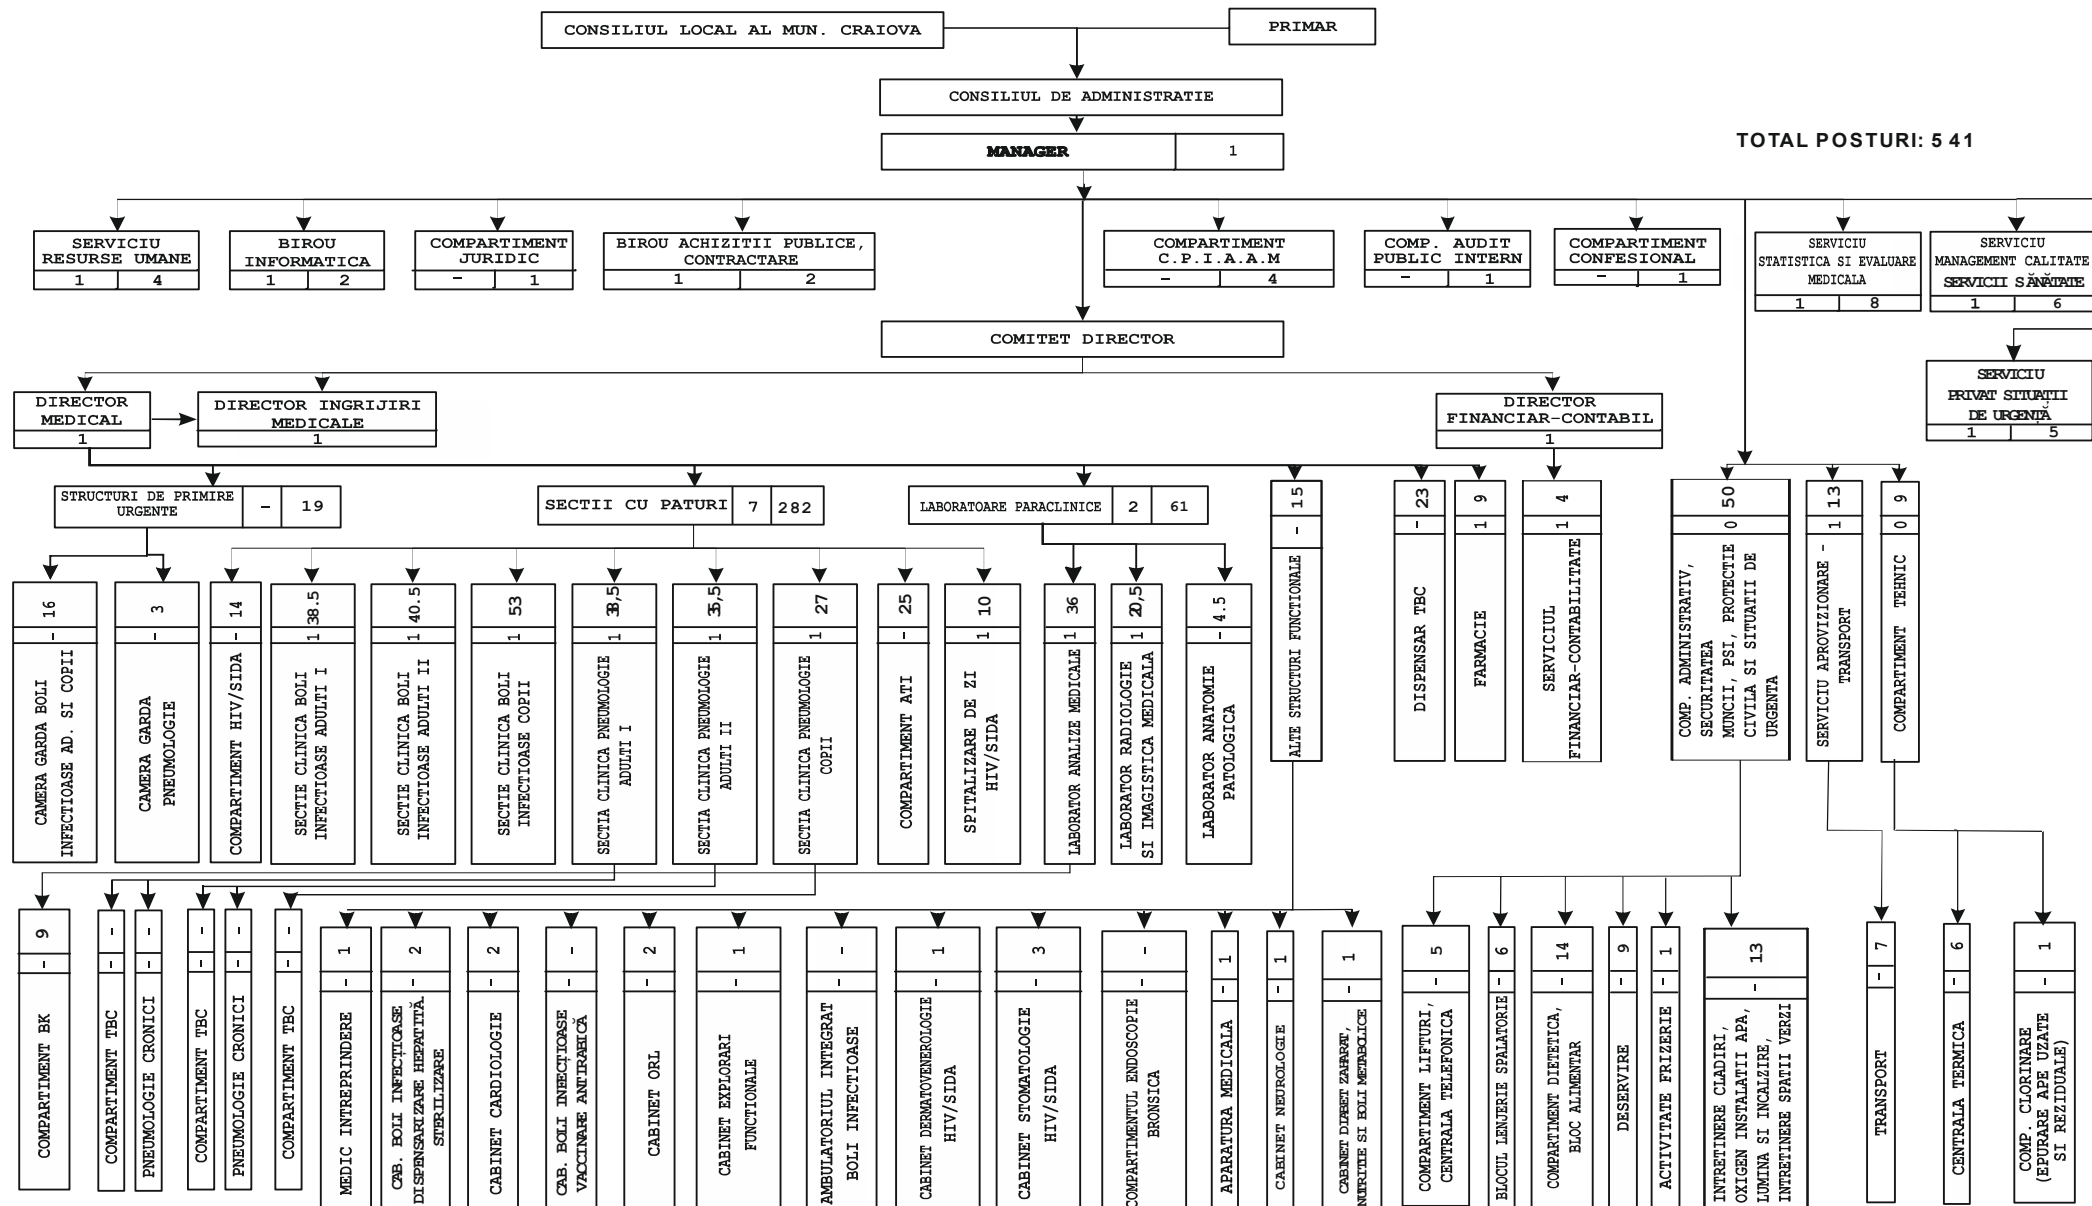 CONSILIUL LOCAL AL MUN. CRAIOVA
PRIMAR
CONSILIUL DE ADMINISTRATIE
MANAGER 1
TOTAL POSTURI: 5 41
SERVICIU
RESURSE UMANE
1 4
BIROU
INFORMATICA
1 2
COMPARTIMENT
JURIDIC
- 1
BIROU ACHIZITII PUBLICE,
CONTRACTARE
1 2
COMPARTIMENT
C.P.I.A.A.M
- 4
COMP. AUDIT
PUBLIC INTERN
- 1
COMPARTIMENT
CONFESIONAL
- 1
SERVICIU
STATISTICA SI EVALUARE
MEDICALA
1 8
SERVICIU
MANAGEMENT CALITATE
SERVICII SĂNĂTATE
1 6
COMITET DIRECTOR
SERVICIU
PRIVAT SITUAȚII
DE URGENȚĂ
1 5
DIRECTOR
MEDICAL
1
DIRECTOR INGRIJIRI
MEDICALE
1
DIRECTOR
FINANCIAR-CONTABIL
1
STRUCTURI DE PRIMIRE
URGENTE
- 19
SECTII CU PATURI 7 282
LABORATOARE PARACLINICE 2 61
ALTE STRUCTURI FUNCTIONALE - 15
DISPENSAR TBC - 23
FARMACIE 1 9
SERVICIUL
FINANCIAR-CONTABILITATE
1 4
COMP. ADMINISTRATIV,
SECURITATEA
MUNCII, PSI, PROTECTIE
CIVILA SI SITUATII DE
URGENTA
0 50
SERVICIU APROVIZIONARE -
TRANSPORT
1 13
COMPARTIMENT TEHNIC 0 9
CAMERA GARDA BOLI
INFECTIOASE AD. SI COPII
- 16
CAMERA GARDA
PNEUMOLOGIE
- 3
COMPARTIMENT HIV/SIDA - 14
SECTIE CLINICA BOLI
INFECTIOASE ADULTI I
1 38.5
SECTIE CLINICA BOLI
INFECTIOASE ADULTI II
1 40.5
SECTIE CLINICA BOLI
INFECTIOASE COPII
1 53
SECTIA CLINICA PNEUMOLOGIE
ADULTI I
1
SECTIA CLINICA PNEUMOLOGIE
ADULTI II
1
SECTIA CLINICA PNEUMOLOGIE
COPII
1 27
COMPARTIMENT ATI - 25
SPITALIZARE DE ZI
HIV/SIDA
1 10
LABORATOR ANALIZE MEDICALE 1 36
LABORATOR RADIOLOGIE
SI IMAGISTICA MEDICALA
1 20,5
LABORATOR ANATOMIE
PATOLOGICA
- 4.5
COMPARTIMENT BK - 9
COMPARTIMENT TBC - -
PNEUMOLOGIE CRONICI - -
COMPARTIMENT TBC - -
PNEUMOLOGIE CRONICI - -
COMPARTIMENT TBC - -
MEDIC INTREPRINDERE - 1
CAB. BOLI INFECȚIOASE
DISPENSARIZARE HEPATITĂ
STERILIZARE
- 2
CABINET CARDIOLOGIE - 2
CAB. BOLI INBECȚIOASE
VACCINARE ANTIRABICĂ
- -
CABINET ORL - 2
CABINET EXPLORARI
FUNCTIONALE
- 1
AMBULATORIUL INTEGRAT
BOLI INFECTIOASE
- -
CABINET DERMATOVENEROLOGIE
HIV/SIDA
- 1
CABINET STOMATOLOGIE
HIV/SIDA
- 3
COMPARTIMENTUL ENDOSCOPIE
BRONSICA
- -
APARATURA MEDICALA - 1
CABINET NEUROLOGIE - 1
CABINET DIABET ZAHARAT,
NUTRITIE SI BOLI METABOLICE
- 1
COMPARTIMENT LIFTURI,
CENTRALA TELEFONICA
- 5
BLOCUL LENJERIE SPALATORIE - 6
COMPARTIMENT DIETETICA,
BLOC ALIMENTAR
- 14
DESERVIRE - 9
ACTIVITATE FRIZERIE - 1
INTRETINERE CLADIRI,
OXIGEN INSTALATII APA,
LUMINA SI INCALZIRE,
INTRETINERE SPATII VERZI
- 13
TRANSPORT - 7
CENTRALA TERMICA - 6
COMP. CLORINARE
(EPURARE APE UZATE
SI REZIDUALE)
- 1